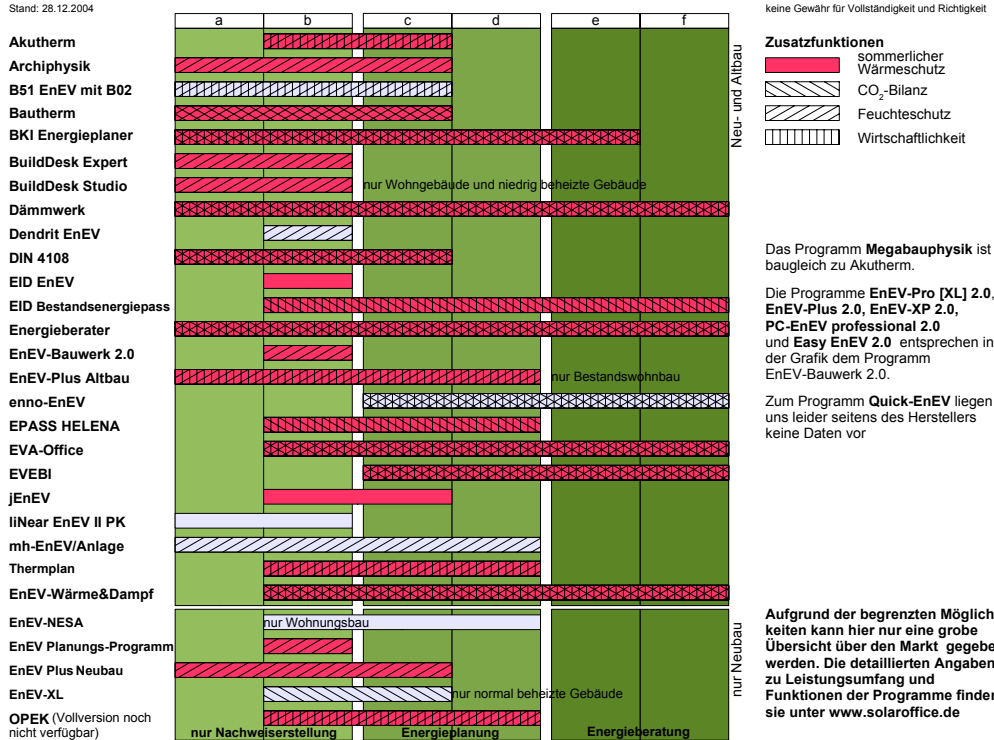 Stand: 28.12.2004
keine Gewähr für Vollständigkeit und Richtigkeit
a b c d e f
Akutherm
Archiphysik
B51 EnEV mit B02
Bautherm
BKI Energieplaner
BuildDesk Expert
BuildDesk Studio nur Wohngebäude und niedrig beheizte Gebäude
Dämmwerk
Dendrit EnEV
DIN 4108
EID EnEV
EID Bestandsenergiepass
Energieberater
EnEV-Bauwerk 2.0
EnEV-Plus Altbau nur Bestandswohnbau
enno-EnEV
EPASS HELENA
EVA-Office
EVEBI
jEnEV
liNear EnEV II PK
mh-EnEV/Anlage
Thermplan
EnEV-Wärme&Dampf
EnEV-NESA nur Wohnungsbau
EnEV Planungs-Programm
EnEV Plus Neubau
EnEV-XL nur normal beheizte Gebäude
OPEK (Vollversion noch
nicht verfügbar)
nur Nachweiserstellung Energieplanung Energieberatung
Neu- und Altbau
nur Neubau
Zusatzfunktionen
sommerlicher
Wärmeschutz
CO2-Bilanz
Feuchteschutz
Wirtschaftlichkeit
Das Programm Megabauphysik ist
baugleich zu Akutherm.
Die Programme EnEV-Pro [XL] 2.0,
EnEV-Plus 2.0, EnEV-XP 2.0,
PC-EnEV professional 2.0
und Easy EnEV 2.0 entsprechen in
der Grafik dem Programm
EnEV-Bauwerk 2.0.
Zum Programm Quick-EnEV liegen
uns leider seitens des Herstellers
keine Daten vor
Aufgrund der begrenzten Möglich
keiten kann hier nur eine grobe
Übersicht über den Markt gegebe
werden. Die detaillierten Angaben
zu Leistungsumfang und
Funktionen der Programme finden
sie unter www.solaroffice.de